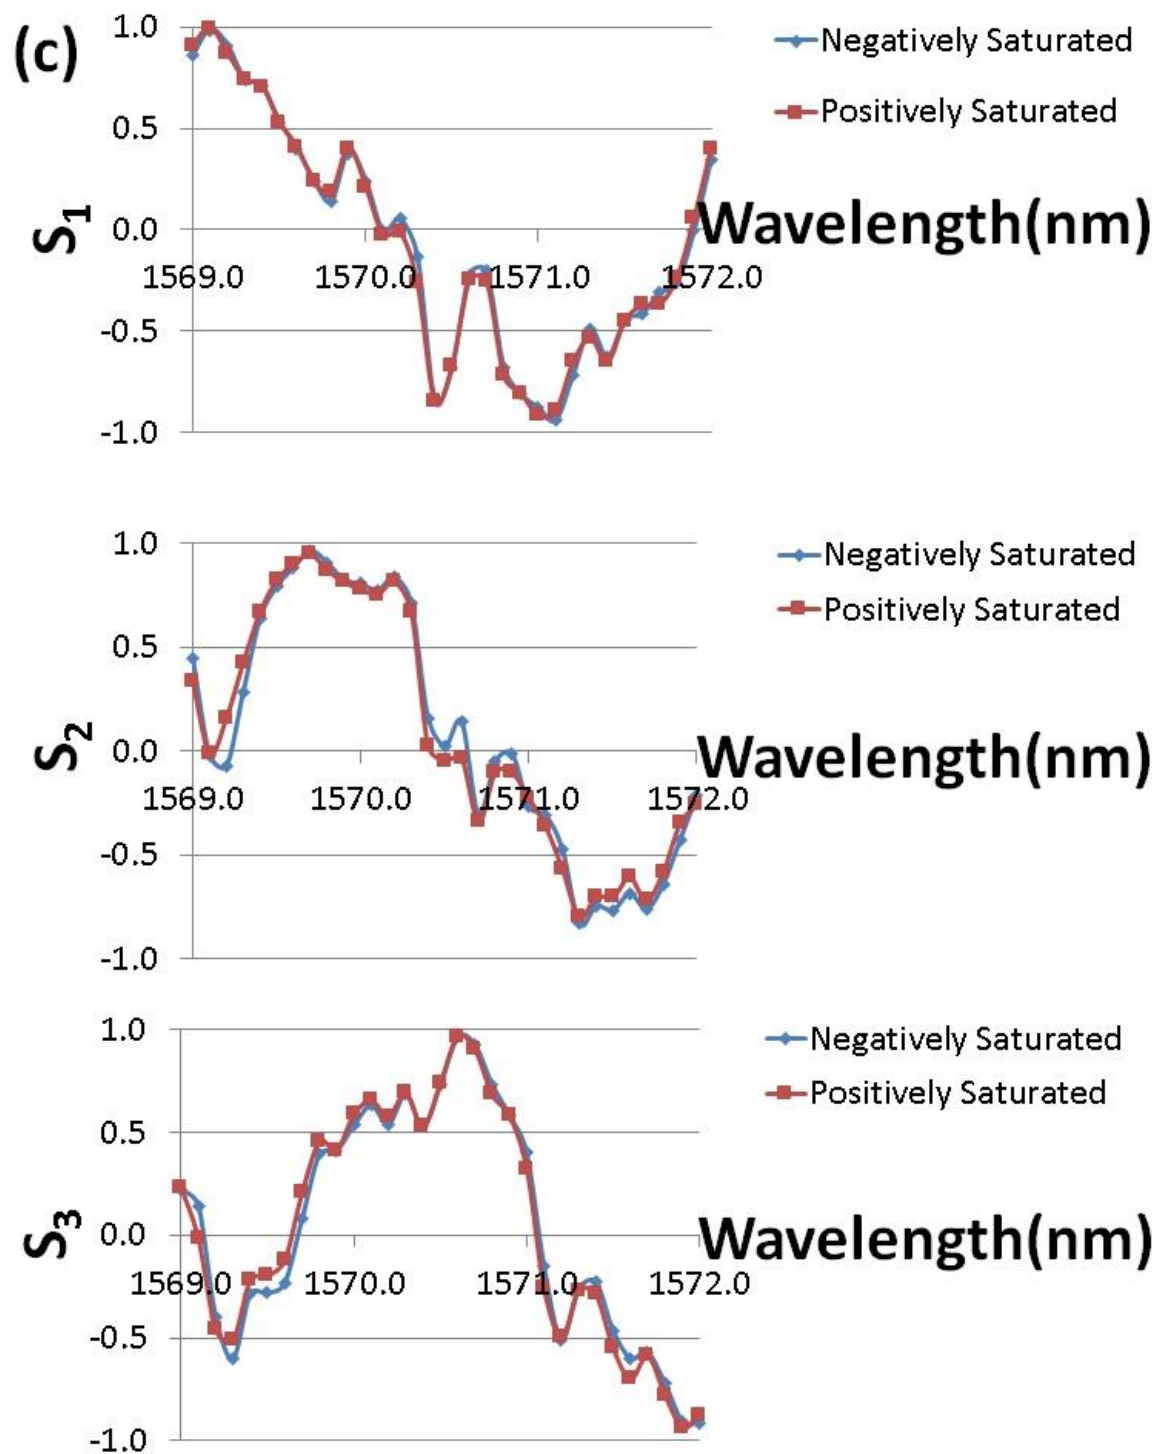 (c)
1.0
Negatively Saturated
0.5
Positively Saturated
S1
0.0
Wavelength(nm)
1569.0 1570.0 1571.0 1572.0
-0.5
-1.0
1.0
Negatively Saturated
Positively Saturated
0.5
S2
0.0
Wavelength(nm)
1569.0 1570.0 1571.0 1572.0
-0.5
-1.0
1.0
Negatively Saturated
Positively Saturated
0.5
S3
0.0
Wavelength(nm)
1569.0 1570.0 1571.0 1572.0
-0.5
-1.0